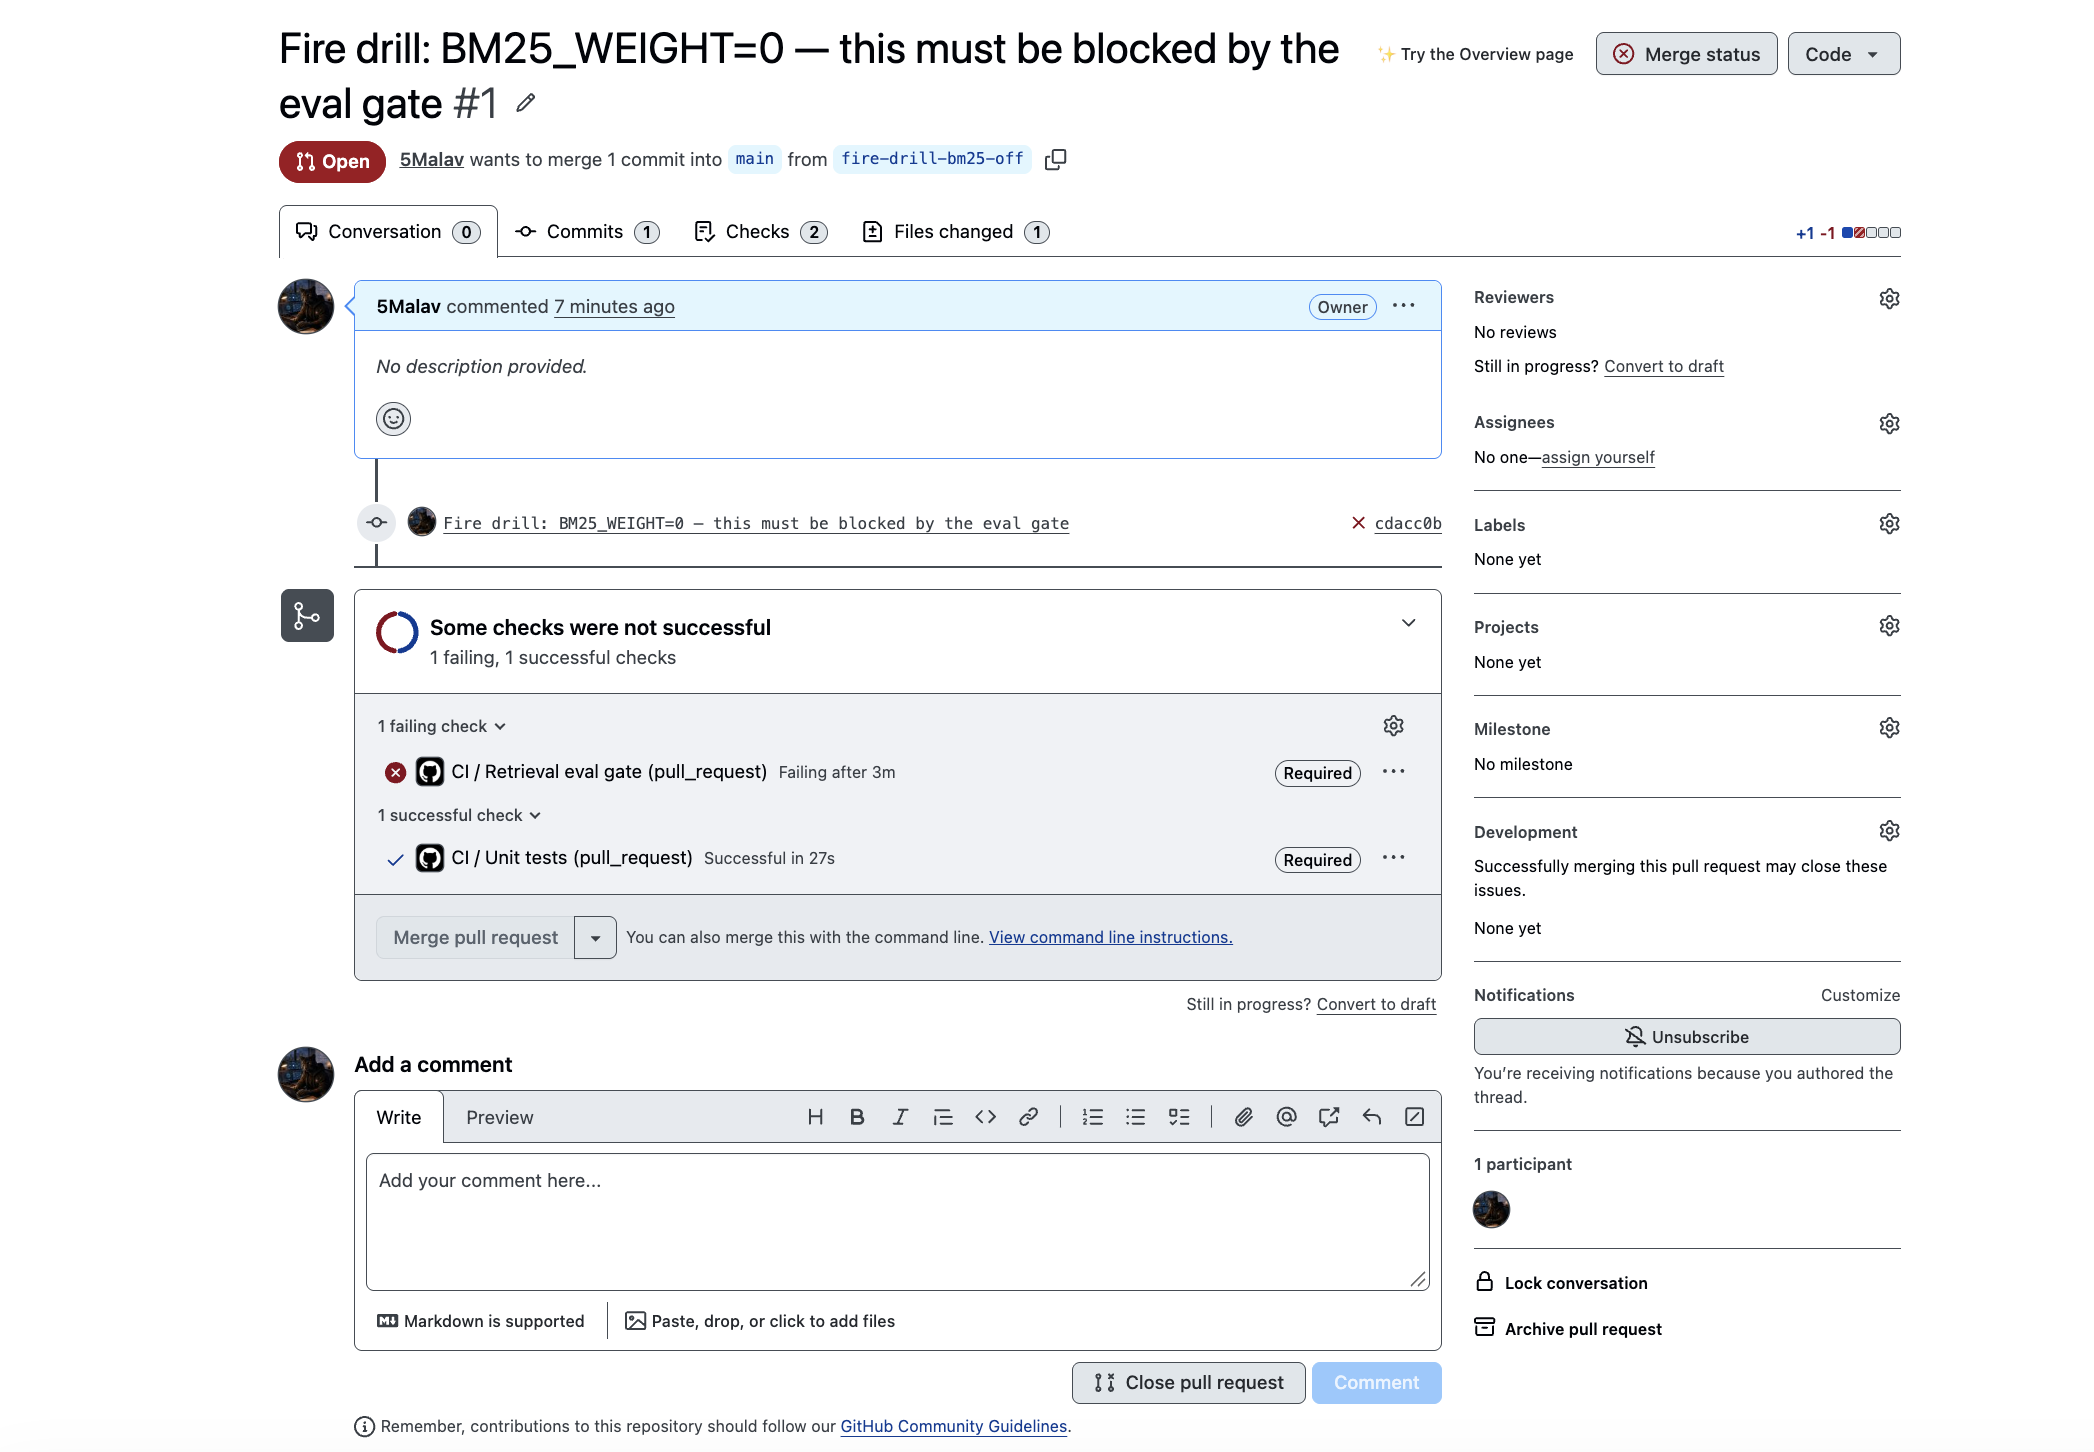 Fire drill: BM25_WEIGHT=0 — this must be blocked by the
eval gate #1
✨ Try the Overview page
Merge status
Code
Open
5Malav wants to merge 1 commit into main from fire-drill-bm25-off
Conversation 0
Commits 1
Checks 2
Files changed 1
+1 -1
5Malav commented 7 minutes ago
Owner
No description provided.
Fire drill: BM25_WEIGHT=0 — this must be blocked by the eval gate
cdacc0b
Some checks were not successful
1 failing, 1 successful checks
1 failing check
CI / Retrieval eval gate (pull_request) Failing after 3m
Required
1 successful check
CI / Unit tests (pull_request) Successful in 27s
Required
Merge pull request
You can also merge this with the command line. View command line instructions.
Still in progress? Convert to draft
Add a comment
Write
Preview
Add your comment here...
Markdown is supported
Paste, drop, or click to add files
Close pull request
Comment
Remember, contributions to this repository should follow our GitHub Community Guidelines.
Reviewers
No reviews
Still in progress? Convert to draft
Assignees
No one—assign yourself
Labels
None yet
Projects
None yet
Milestone
No milestone
Development
Successfully merging this pull request may close these
issues.
None yet
Notifications
Customize
Unsubscribe
You’re receiving notifications because you authored the
thread.
1 participant
Lock conversation
Archive pull request